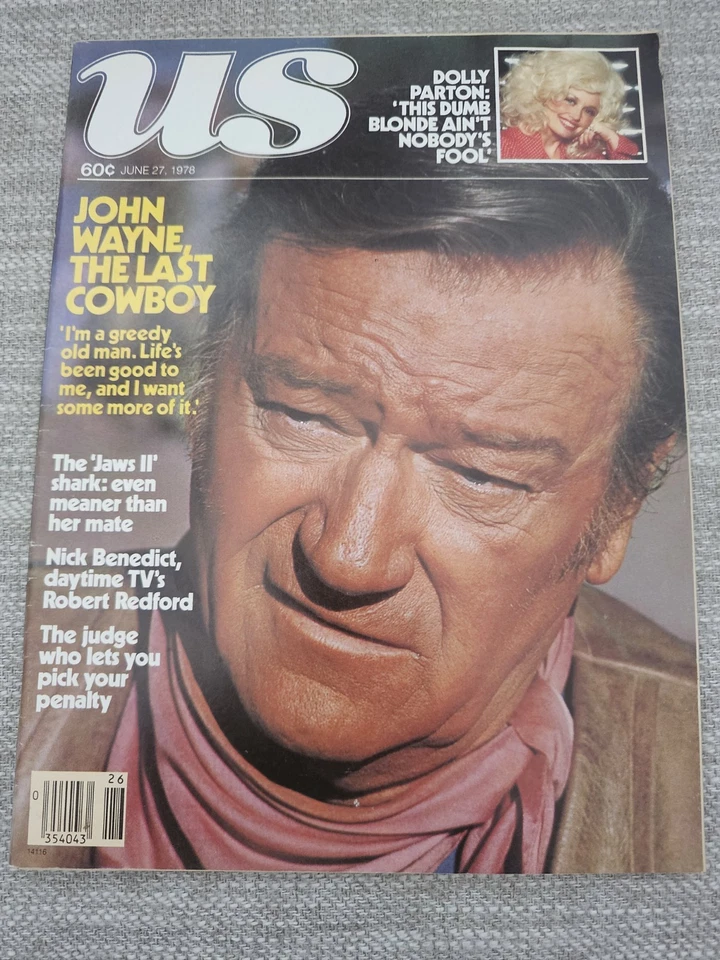 us
60¢ JUNE 27, 1978
DOLLY
PARTON:
'THIS DUMB
BLONDE AIN'T
NOBODY'S
FOOL'
JOHN
WAYNE,
THE LAST
COWBOY
'I'm a greedy
old man. Life's
been good to
me, and I want
some more of it.'
The 'Jaws II'
shark: even
meaner than
her mate
Nick Benedict,
daytime TV's
Robert Redford
The judge
who lets you
pick your
penalty
26
0
354043
14116